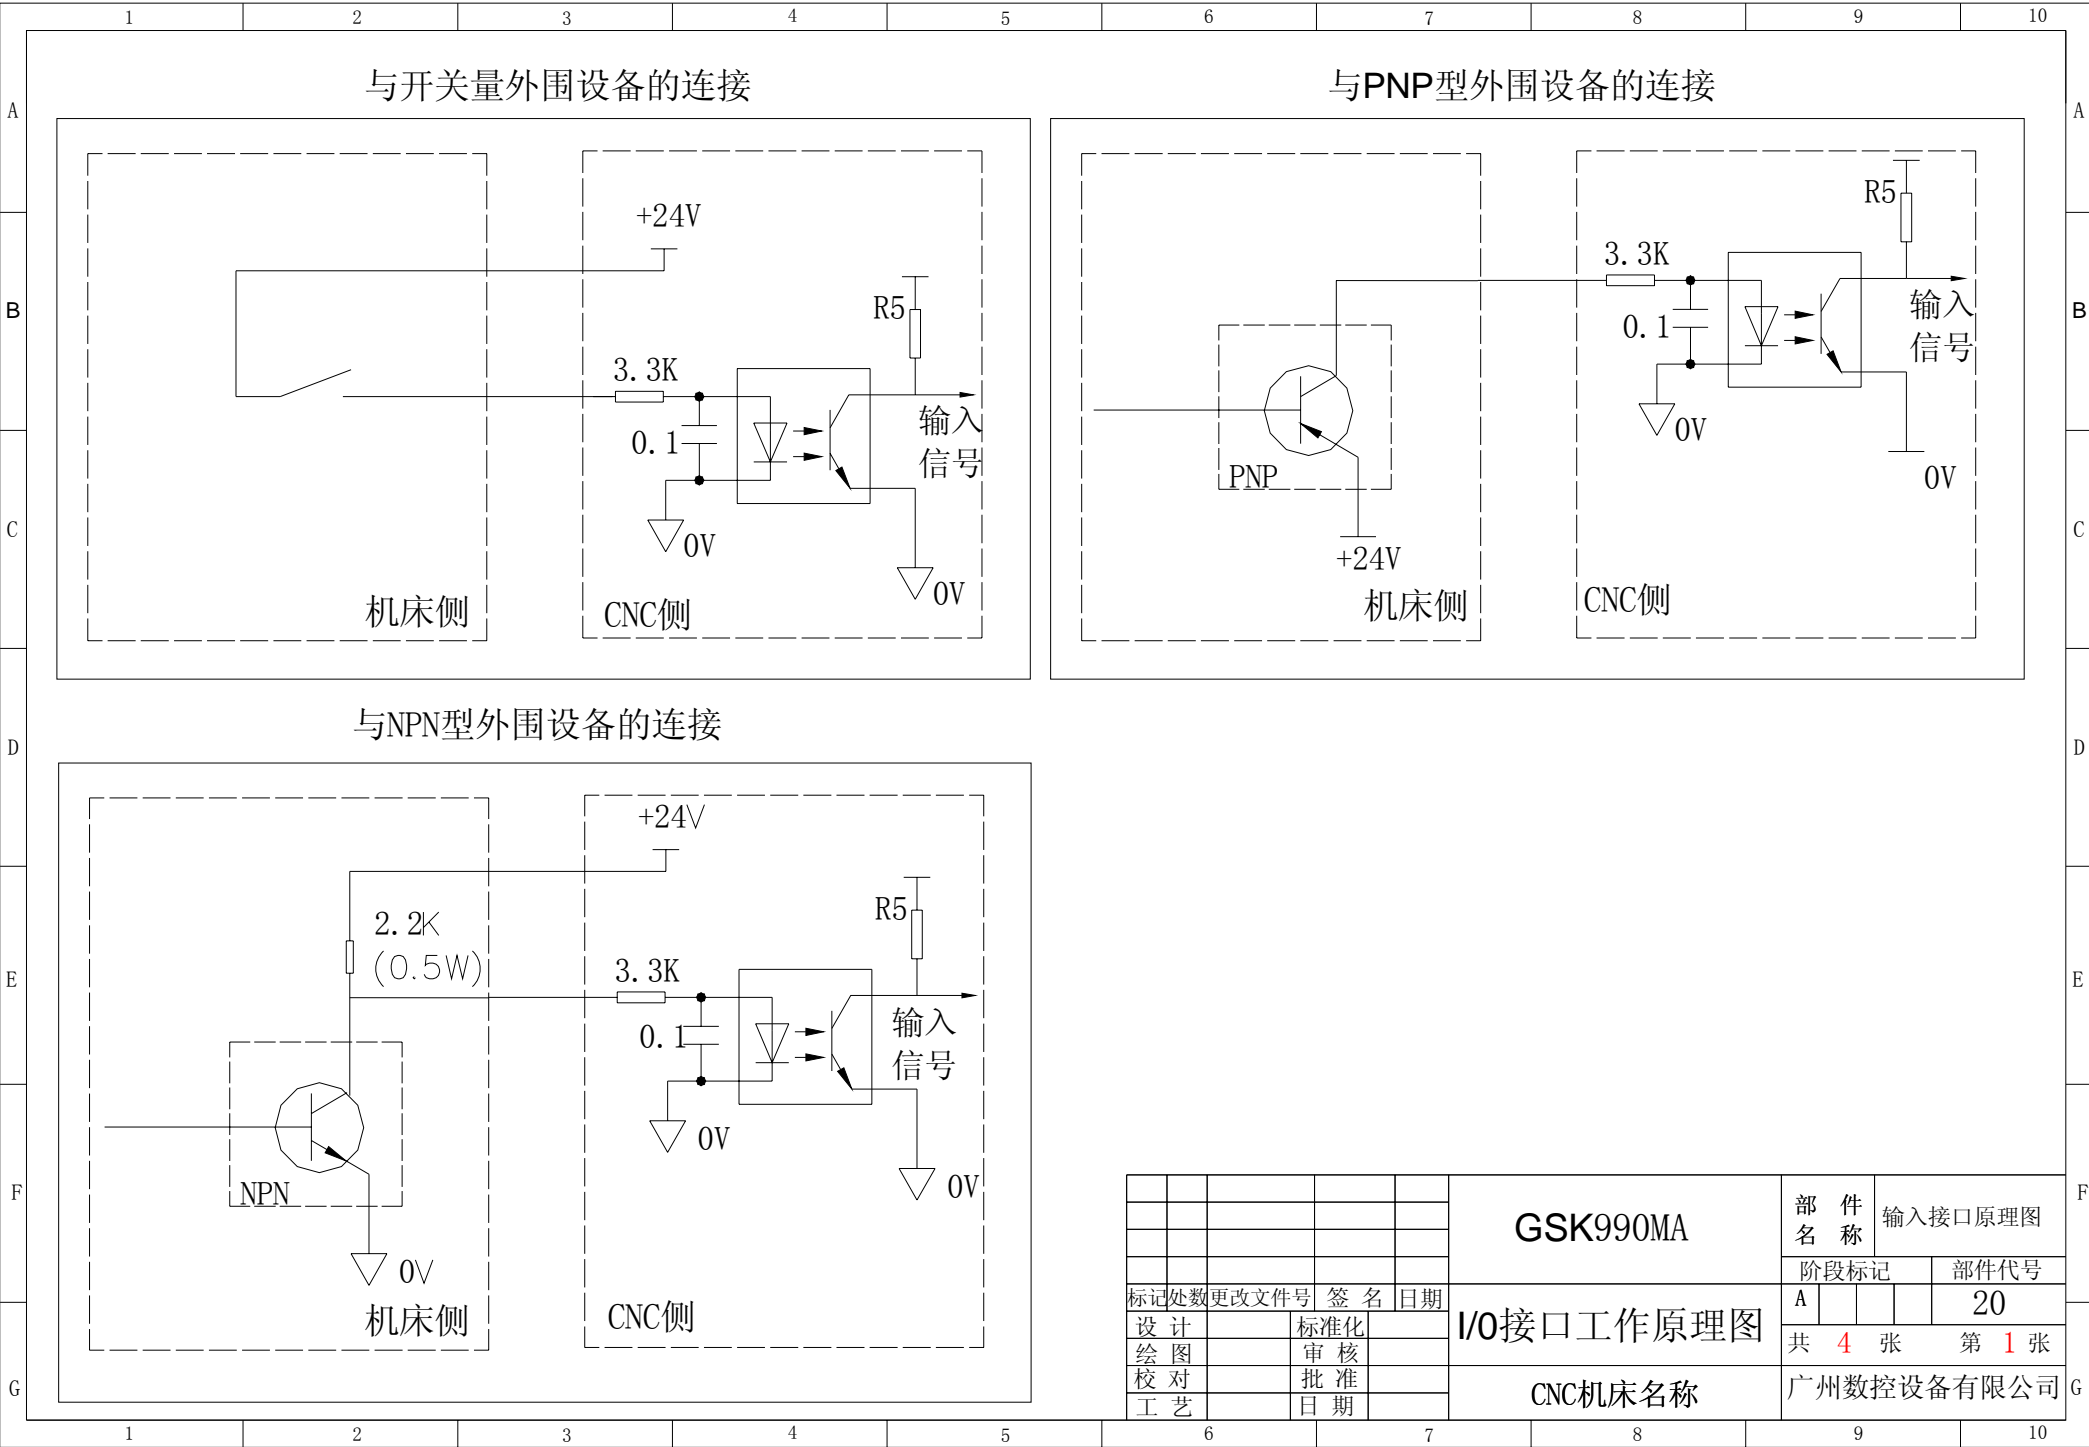 1 2 3 4 5 6 7 8 9 10
与开关量外围设备的连接
与PNP型外围设备的连接
A
A
+24V
R5
3.3K
0.1
输入
信号
0V
0V
机床侧
CNC侧
R5
3.3K
0.1
输入
信号
0V
0V
PNP
+24V
机床侧
CNC侧
B
B
C
C
与NPN型外围设备的连接
D
D
+24V
2.2K
(0.5W)
R5
3.3K
0.1
输入
信号
0V
0V
NPN
0V
机床侧
CNC侧
E
E
F
F
GSK990MA
部件
名称
输入接口原理图
阶段标记
部件代号
标记
处数
更改文件号
签名
日期
I/0接口工作原理图
A
20
设计
标准化
共 4 张 第 1 张
绘图
审核
校对
批准
CNC机床名称
广州数控设备有限公司
工艺
日期
G
G
1 2 3 4 5 6 7 8 9 10